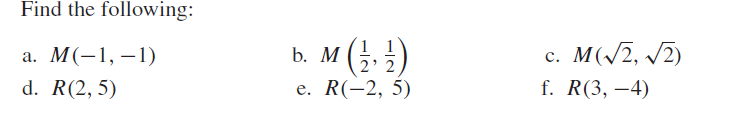 Find the following:
a. M(−1, −1) b. M(1/2, 1/2) c. M(√2, √2)
d. R(2, 5) e. R(−2, 5) f. R(3, −4)